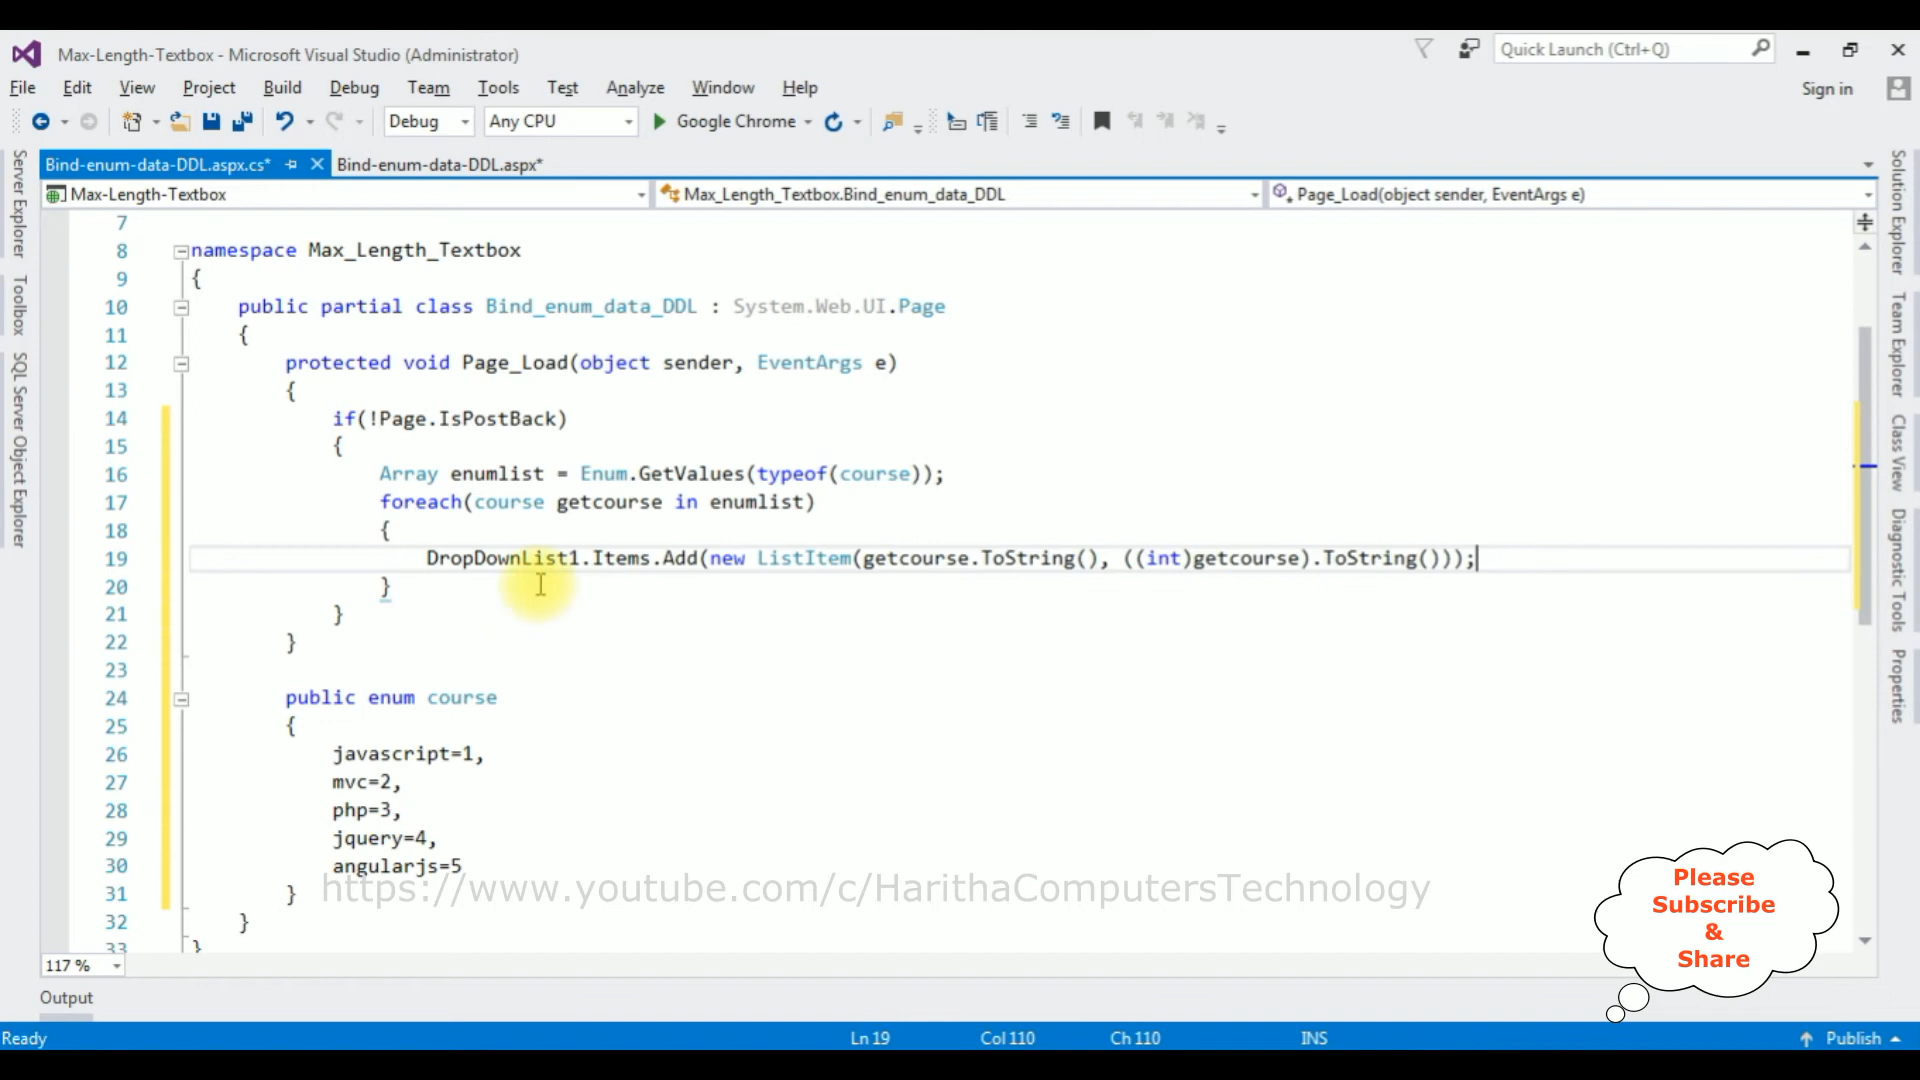 Max-Length-Textbox - Microsoft Visual Studio (Administrator)
Quick Launch (Ctrl+Q)
File Edit View Project Build Debug Team Tools Test Analyze Window Help
Sign in
Debug Any CPU Google Chrome
Bind-enum-data-DDL.aspx.cs* Bind-enum-data-DDL.aspx*
Max-Length-Textbox Max_Length_Textbox.Bind_enum_data_DDL Page_Load(object sender, EventArgs e)
Server Explorer
Toolbox
SQL Server Object Explorer
7
8 namespace Max_Length_Textbox
9 {
10 public partial class Bind_enum_data_DDL : System.Web.UI.Page
11 {
12 protected void Page_Load(object sender, EventArgs e)
13 {
14 if(!Page.IsPostBack)
15 {
16 Array enumlist = Enum.GetValues(typeof(course));
17 foreach(course getcourse in enumlist)
18 {
19 DropDownList1.Items.Add(new ListItem(getcourse.ToString(), ((int)getcourse).ToString()));
20 }
21 }
22 }
23
24 public enum course
25 {
26 javascript=1,
27 mvc=2,
28 php=3,
29 jquery=4,
30 angularjs=5
31 }
32 }
33 }
https://www.youtube.com/c/HarithaComputersTechnology
Please
Subscribe
&
Share
Solution Explorer
Team Explorer
Class View
Diagnostic Tools
Properties
117 %
Output
Ready Ln 19 Col 110 Ch 110 INS Publish